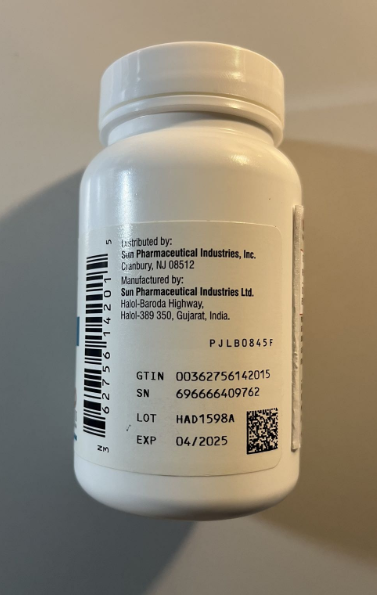 Distributed by:
Sun Pharmaceutical Industries, Inc.
Cranbury, NJ 08512
Manufactured by:
Sun Pharmaceutical Industries Ltd.
Halol-Baroda Highway,
Halol-389 350, Gujarat, India.
PJLB0845F
GTIN 00362756142015
SN 696666409762
LOT HAD1598A
EXP 04/2025
N3 62756 14201 5